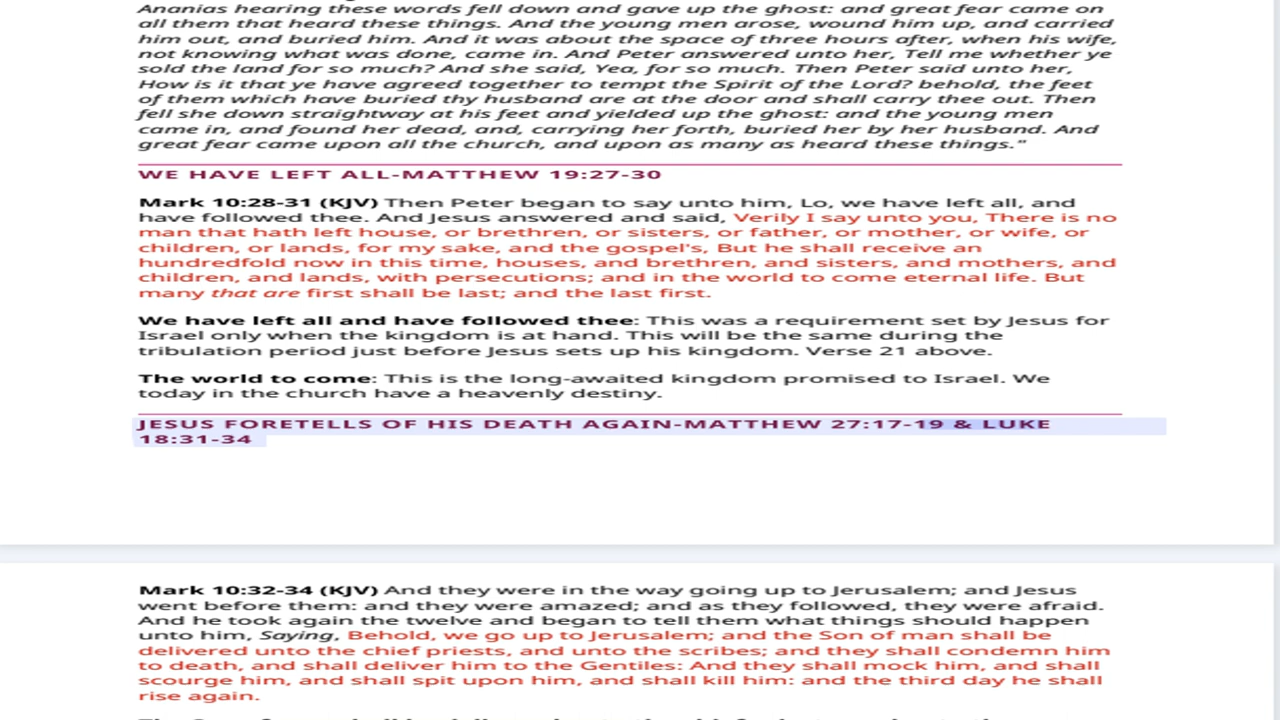 Ananias hearing these words fell down and gave up the ghost: and great fear came on
all them that heard these things. And the young men arose, wound him up, and carried
him out, and buried him. And it was about the space of three hours after, when his wife,
not knowing what was done, came in. And Peter answered unto her, Tell me whether ye
sold the land for so much? And she said, Yea, for so much. Then Peter said unto her,
How is it that ye have agreed together to tempt the Spirit of the Lord? behold, the feet
of them which have buried thy husband are at the door and shall carry thee out. Then
fell she down straightway at his feet and yielded up the ghost: and the young men
came in, and found her dead, and, carrying her forth, buried her by her husband. And
great fear came upon all the church, and upon as many as heard these things."
WE HAVE LEFT ALL-MATTHEW 19:27-30
Mark 10:28-31 (KJV) Then Peter began to say unto him, Lo, we have left all, and
have followed thee. And Jesus answered and said, Verily I say unto you, There is no
man that hath left house, or brethren, or sisters, or father, or mother, or wife, or
children, or lands, for my sake, and the gospel's, But he shall receive an
hundredfold now in this time, houses, and brethren, and sisters, and mothers, and
children, and lands, with persecutions; and in the world to come eternal life. But
many that are first shall be last; and the last first.
We have left all and have followed thee: This was a requirement set by Jesus for
Israel only when the kingdom is at hand. This will be the same during the
tribulation period just before Jesus sets up his kingdom. Verse 21 above.
The world to come: This is the long-awaited kingdom promised to Israel. We
today in the church have a heavenly destiny.
JESUS FORETELLS OF HIS DEATH AGAIN-MATTHEW 27:17-19 & LUKE
18:31-34
Mark 10:32-34 (KJV) And they were in the way going up to Jerusalem; and Jesus
went before them: and they were amazed; and as they followed, they were afraid.
And he took again the twelve and began to tell them what things should happen
unto him, Saying, Behold, we go up to Jerusalem; and the Son of man shall be
delivered unto the chief priests, and unto the scribes; and they shall condemn him
to death, and shall deliver him to the Gentiles: And they shall mock him, and shall
scourge him, and shall spit upon him, and shall kill him: and the third day he shall
rise again.